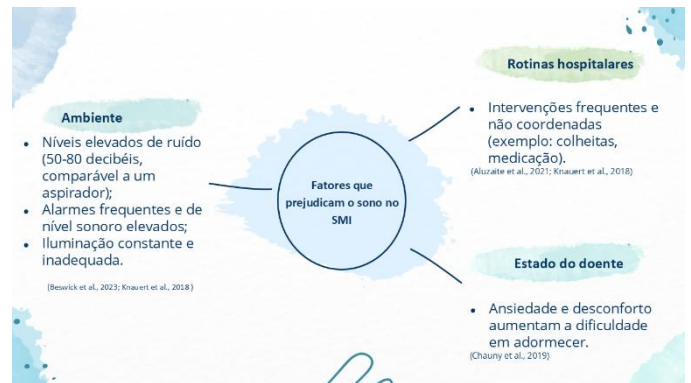 Ambiente
• Níveis elevados de ruído
(50-80 decibéis,
comparável a um
aspirador);
• Alarmes frequentes e de
nível sonoro elevados;
• Iluminação constante e
inadequada.
(Beswick et al., 2023; Knauert et al., 2018 )
Fatores que
prejudicam o sono no
SMI
Rotinas hospitalares
• Intervenções frequentes e
não coordenadas
(exemplo: colheitas,
medicação).
(Aluzaite et al., 2021; Knauert et al., 2018)
Estado do doente
• Ansiedade e desconforto
aumentam a dificuldade
em adormecer.
(Chauny et al., 2019)